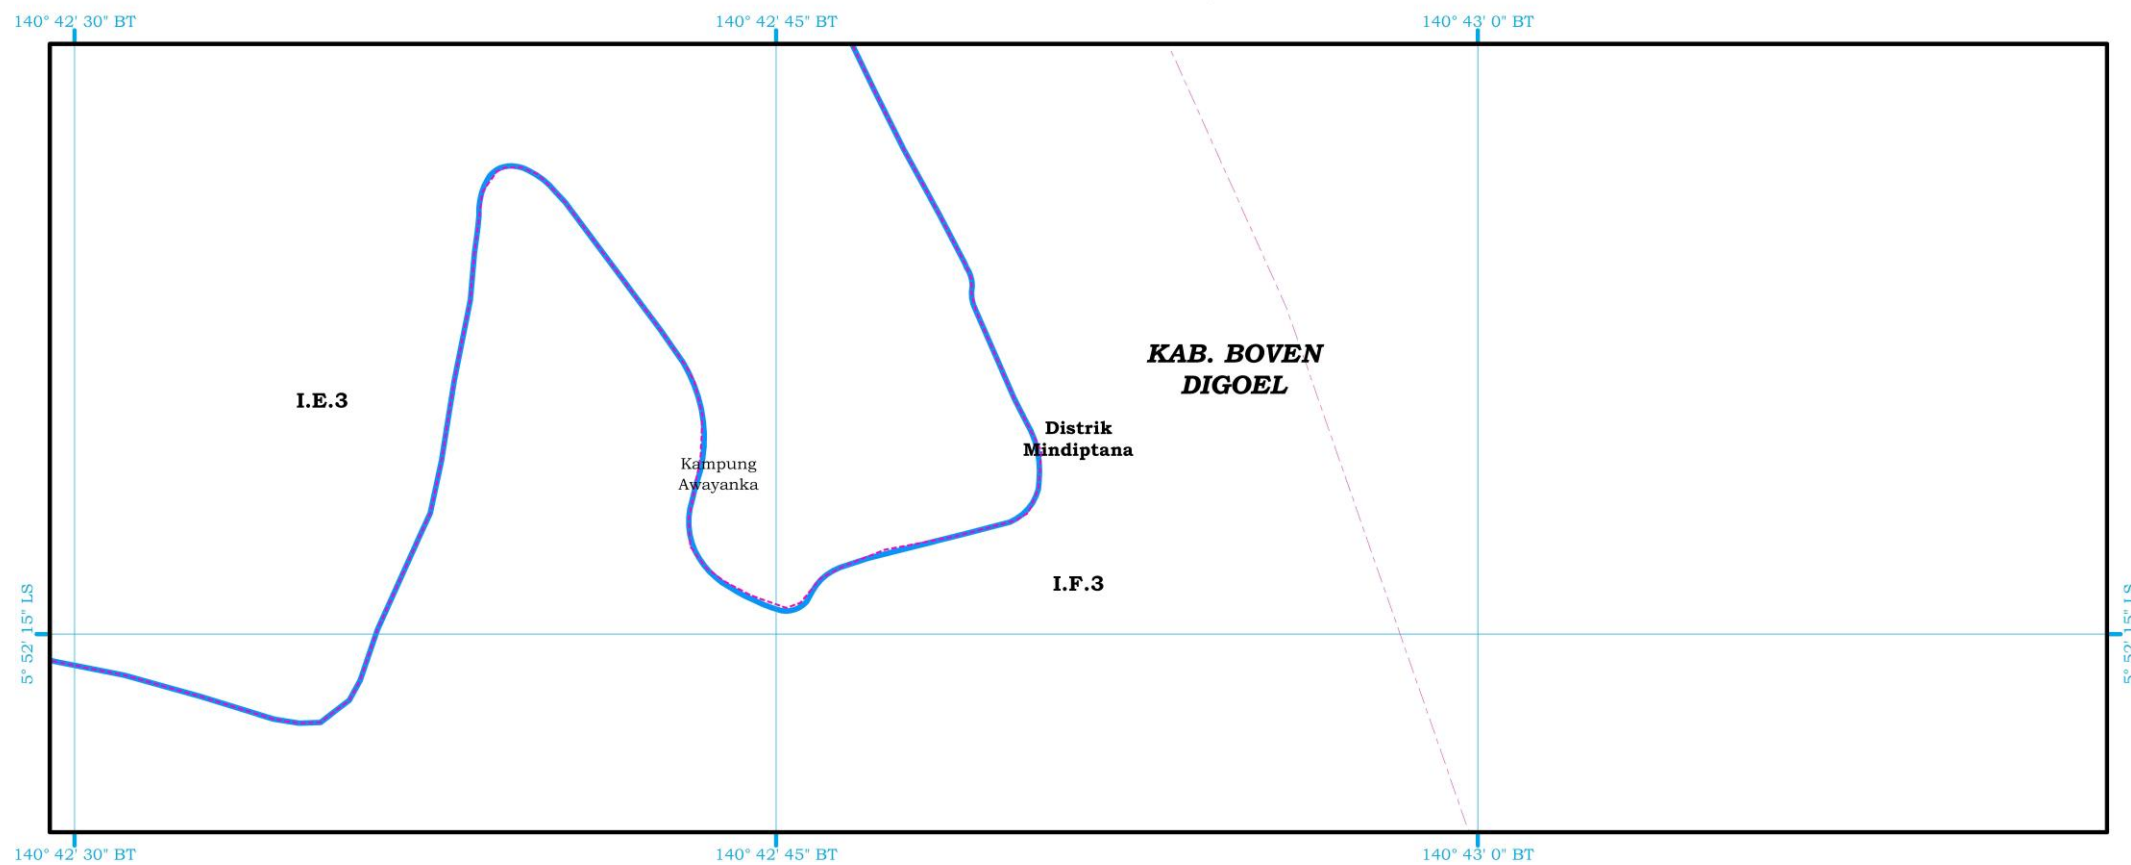 140° 42' 30" BT
140° 42' 45" BT
140° 43' 0" BT
KAB. BOVEN
DIGOEL
I.E.3
Distrik
Mindiptana
Kampung
Awayanka
I.F.3
5° 52' 15" LS
5° 52' 15" LS
140° 42' 30" BT
140° 42' 45" BT
140° 43' 0" BT